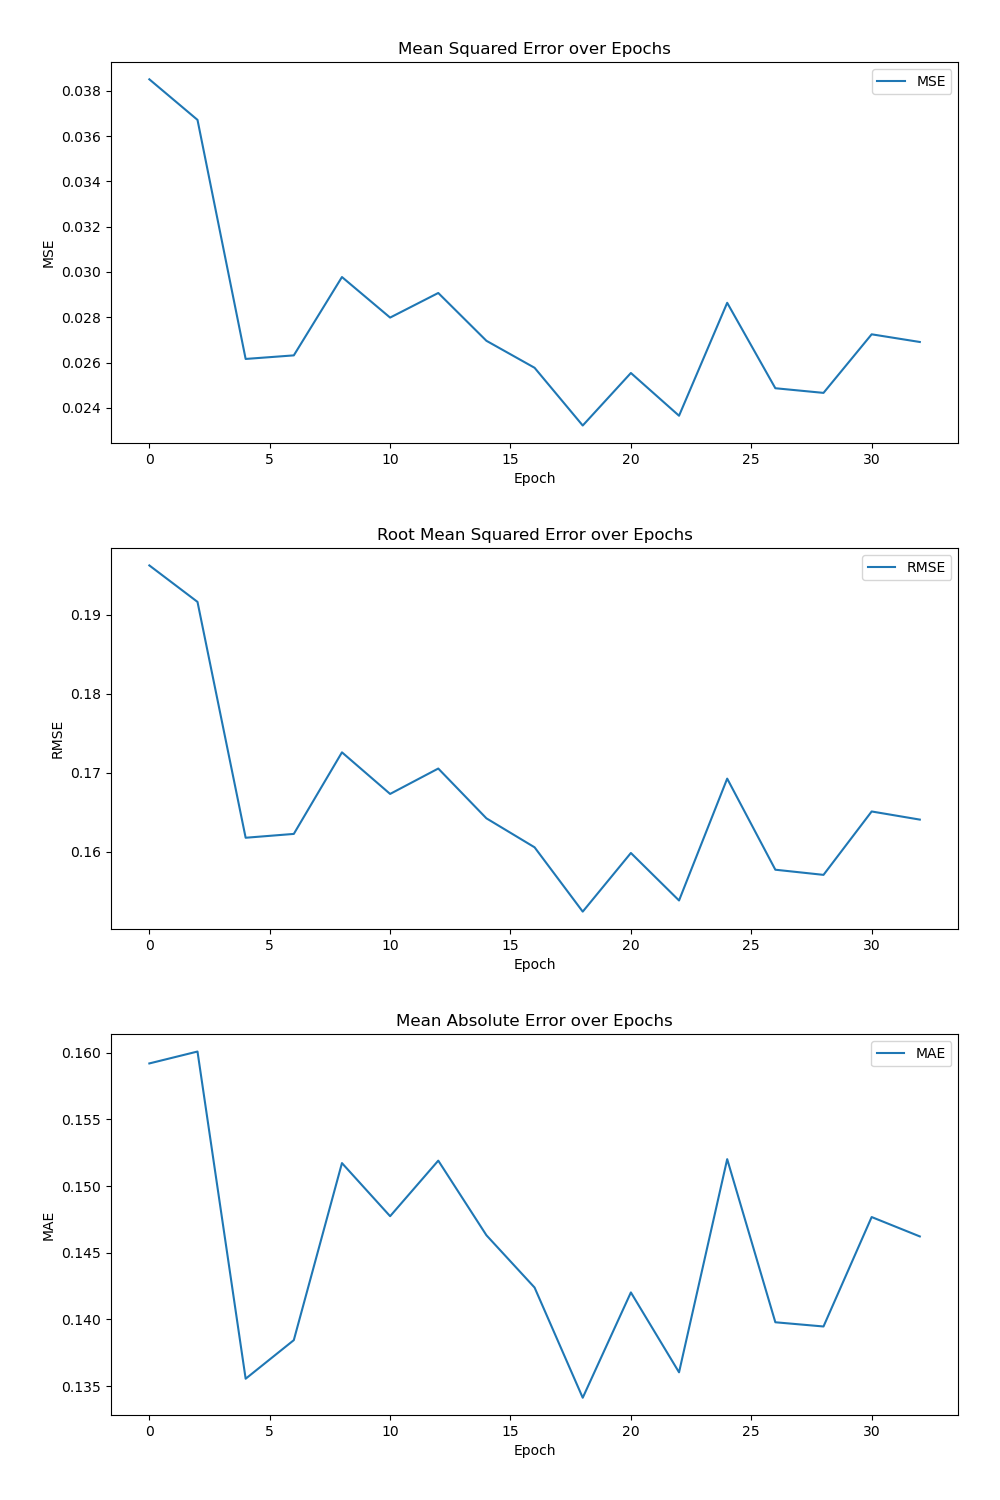 Mean Squared Error over Epochs
MSE
0.038
0.036
0.034
0.032
0.030
0.028
0.026
0.024
MSE
0 5 10 15 20 25 30
Epoch
Root Mean Squared Error over Epochs
RMSE
0.19
0.18
0.17
0.16
RMSE
0 5 10 15 20 25 30
Epoch
Mean Absolute Error over Epochs
MAE
0.160
0.155
0.150
0.145
0.140
0.135
MAE
0 5 10 15 20 25 30
Epoch